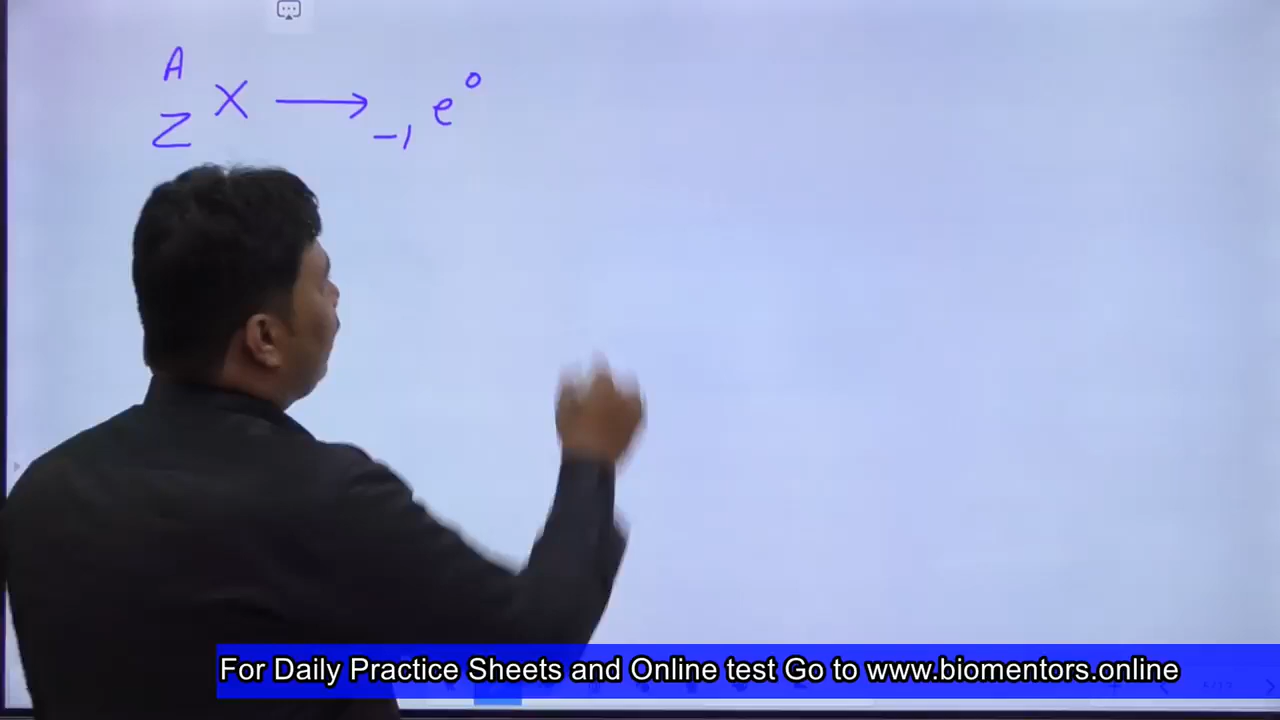 A
Z X → -1 e 0
For Daily Practice Sheets and Online test Go to www.biomentors.online